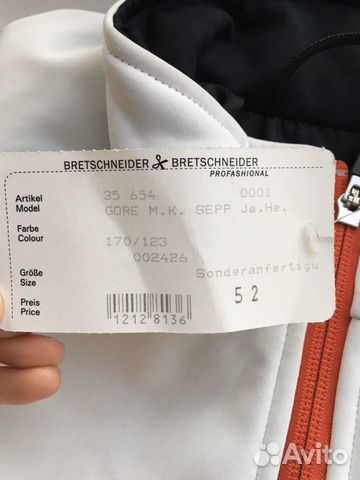 BRETSCHNEIDER BRETSCHNEIDER
PROFASHIONAL
Artikel 35 654 0001
Model GORE M.K. SEPP Ja.He.
Farbe
Colour 170/123
002426
Größe Sonderanfertigu
Size 52
Preis
Price
1212 8136
Avito